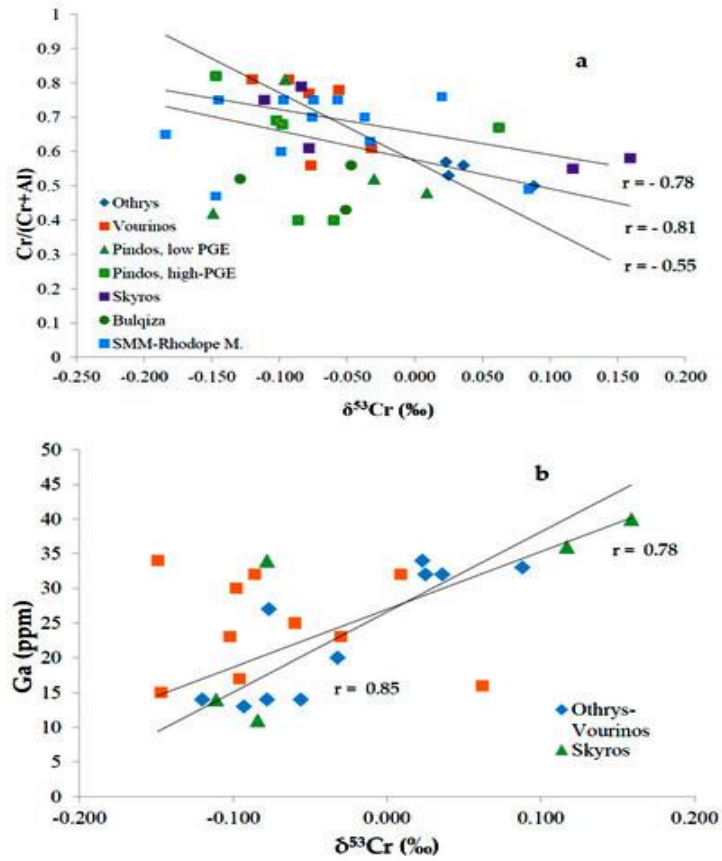 1
a
0.9
0.8
0.7
0.6
0.5
0.4
0.3
0.2
0.1
0
Cr/(Cr+Al)
Othrys
Vourinos
Pindos, low PGE
Pindos, high-PGE
Skyros
Bulqiza
SMM-Rhodope M.
r = - 0.78
r = - 0.81
r = - 0.55
-0.250 -0.200 -0.150 -0.100 -0.050 0.000 0.050 0.100 0.150 0.200
δ⁵³Cr (‰)
50
b
45
40
35
30
25
20
15
10
5
0
Ga (ppm)
r = 0.78
r = 0.85
Othrys-
Vourinos
Skyros
-0.200 -0.100 0.000 0.100 0.200
δ⁵³Cr (‰)